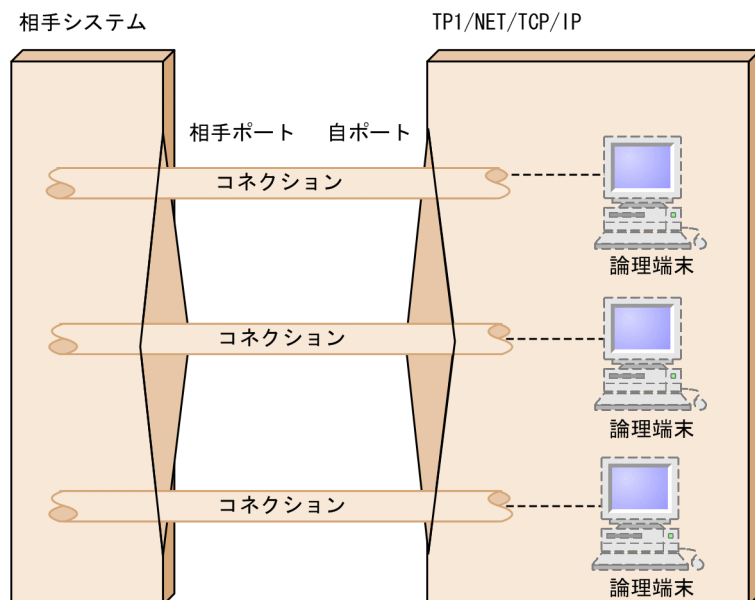 相手システム
TP1/NET/TCP/IP
相手ポート
自ポート
コネクション
論理端末
コネクション
論理端末
コネクション
論理端末